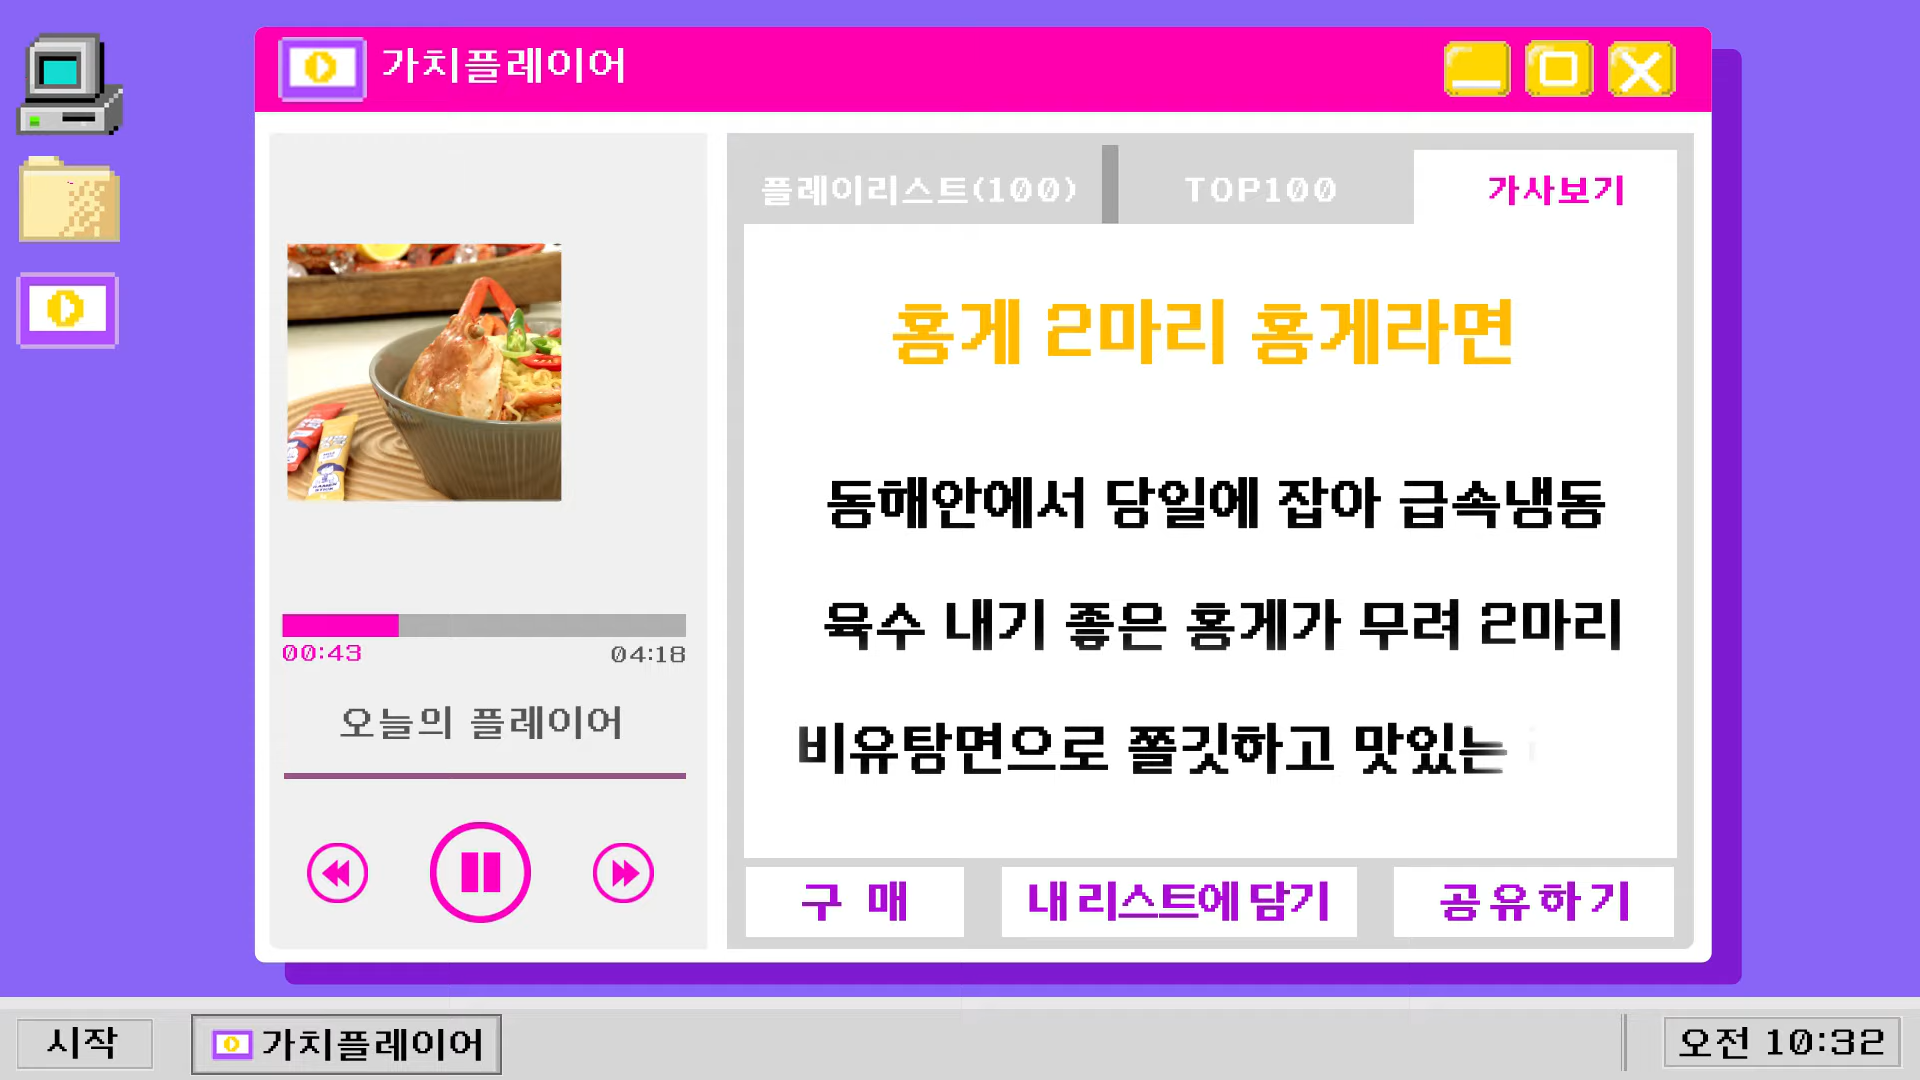 가치플레이어
플레이리스트(100)
TOP100
가사보기
홍게 2마리 홍게라면
동해안에서 당일에 잡아 급속냉동
육수 내기 좋은 홍게가 무려 2마리
비유탕면으로 쫄깃하고 맛있는
00:43
04:18
오늘의 플레이어
구 매
내 리스트에 담기
공유하기
시작
가치플레이어
오전 10:32